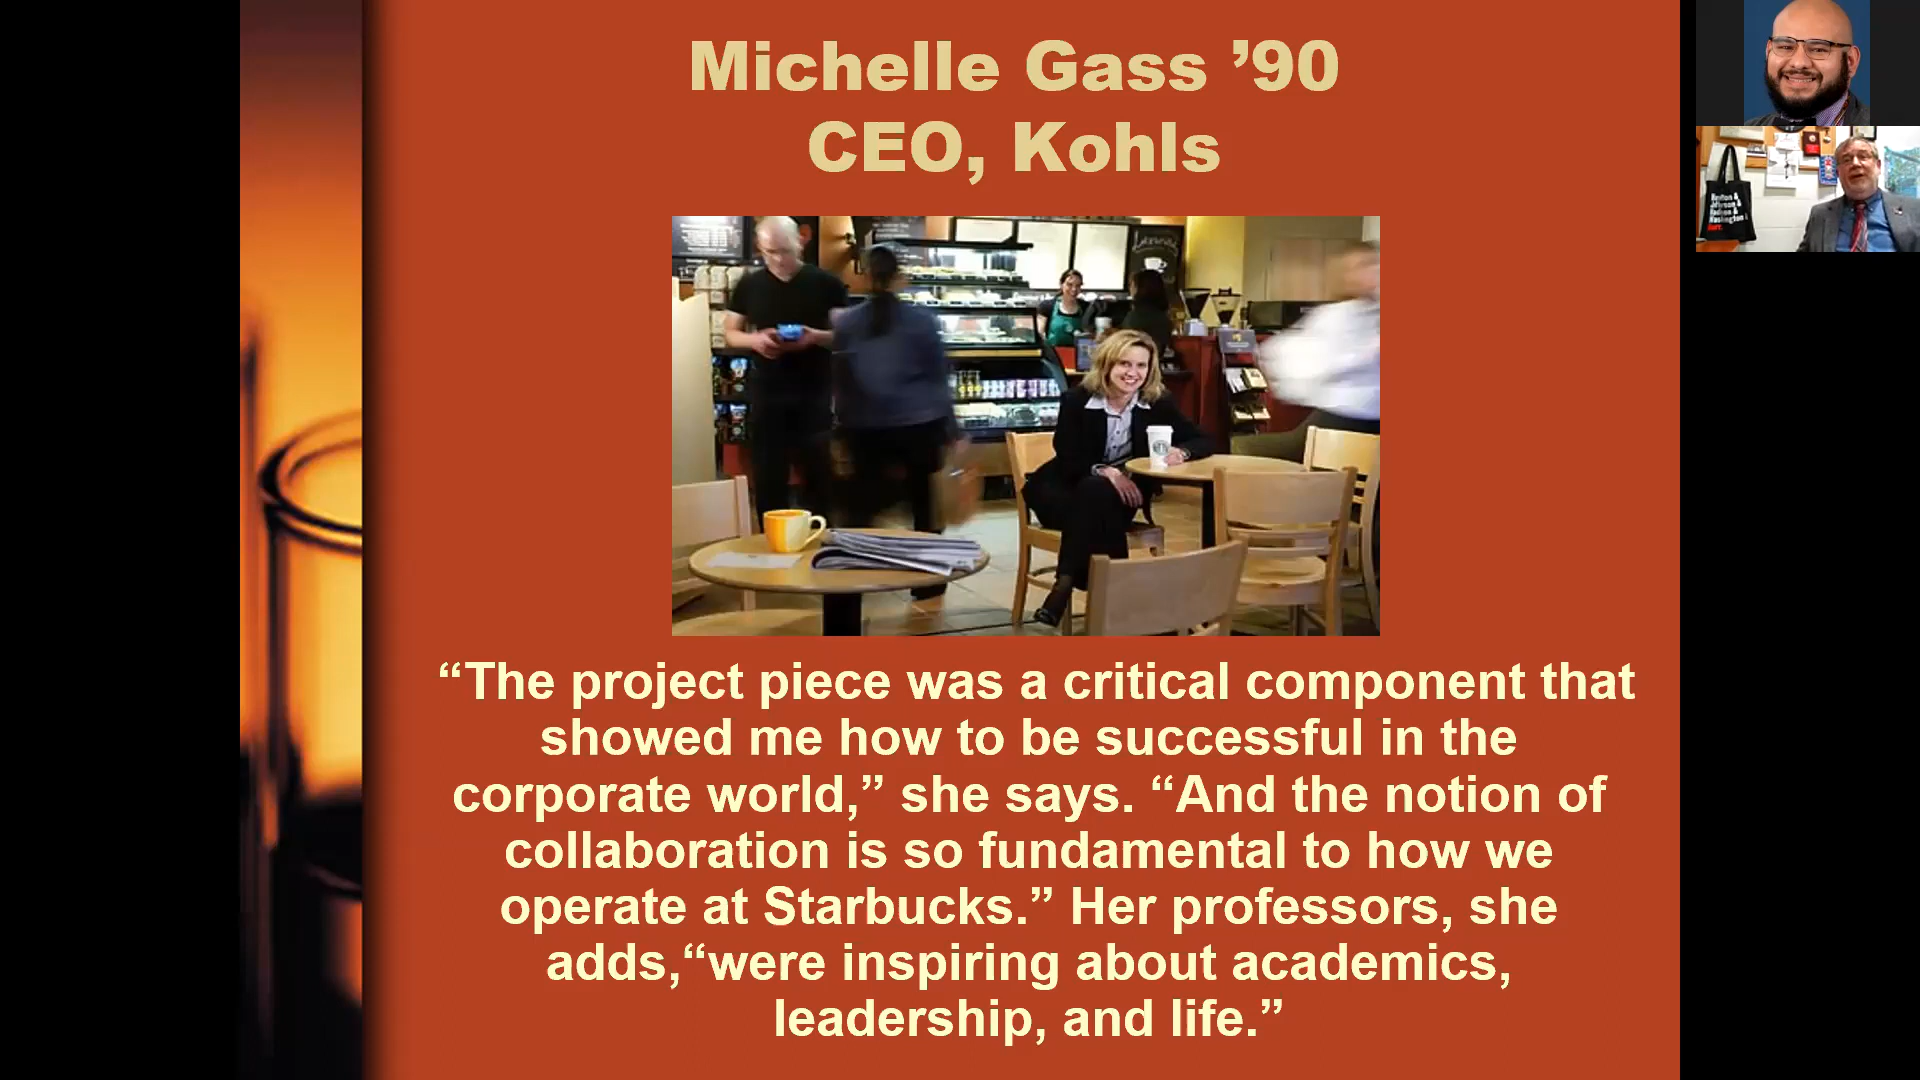 Michelle Gass ’90
CEO, Kohls
“The project piece was a critical component that
showed me how to be successful in the
corporate world,” she says. “And the notion of
collaboration is so fundamental to how we
operate at Starbucks.” Her professors, she
adds,“were inspiring about academics,
leadership, and life.”